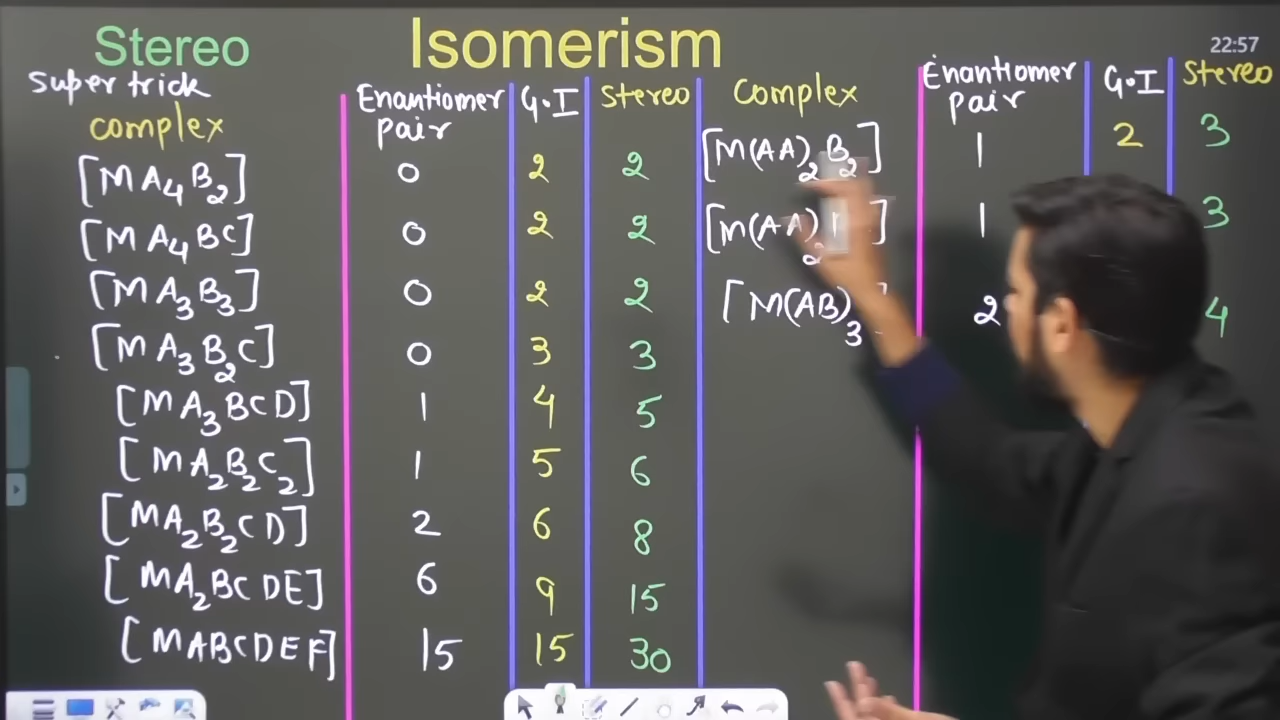 Stereo Isomerism
22:57
Super trick
complex | Enantiomer pair | G.I | Stereo
[MA₄B₂] 0 2 2
[MA₄BC] 0 2 2
[MA₃B₃] 0 2 2
[MA₃B₂C] 0 3 3
[MA₃BCD] 1 4 5
[MA₂B₂C₂] 1 5 6
[MA₂B₂CD] 2 6 8
[MA₂BCDE] 6 9 15
[MABCDEF] 15 15 30
Complex | Enantiomer pair | G.I | Stereo
[M(AA)₂B₂] 1 2 3
[M(AA)₂ ] 1 3
[M(AB)₃] 2 4